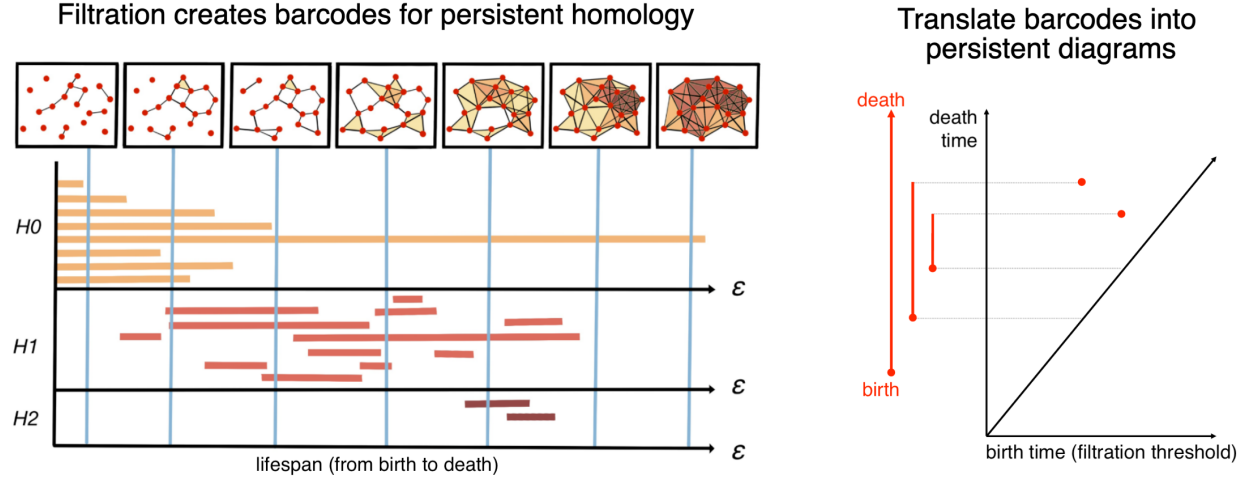 Filtration creates barcodes for persistent homology
H0
ε
H1
ε
H2
ε
lifespan (from birth to death)
Translate barcodes into
persistent diagrams
death
birth
death
time
birth time (filtration threshold)